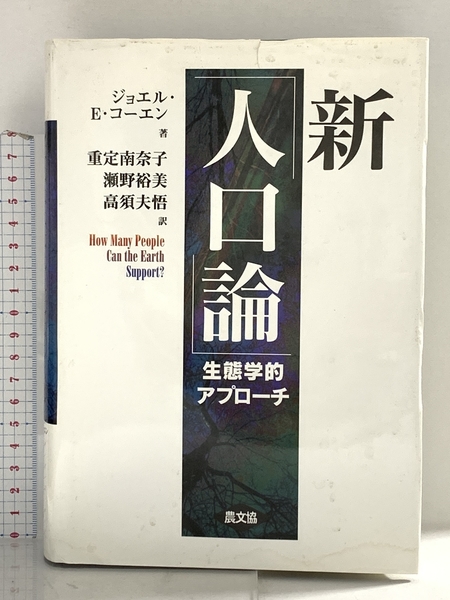 新
「人口論」
生態学的
アプローチ
ジョエル・
E・コーエン
著
重定南奈子
瀬野裕美
高須夫悟
訳
How Many People
Can the Earth
Support?
農文協